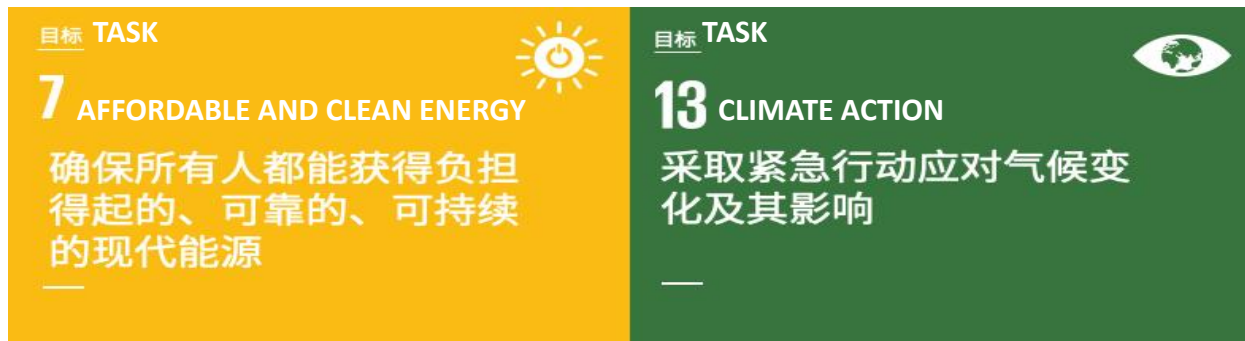 目标 TASK
7 AFFORDABLE AND CLEAN ENERGY
确保所有人都能获得负担
得起的、可靠的、可持续
的现代能源
目标 TASK
13 CLIMATE ACTION
采取紧急行动应对气候变
化及其影响